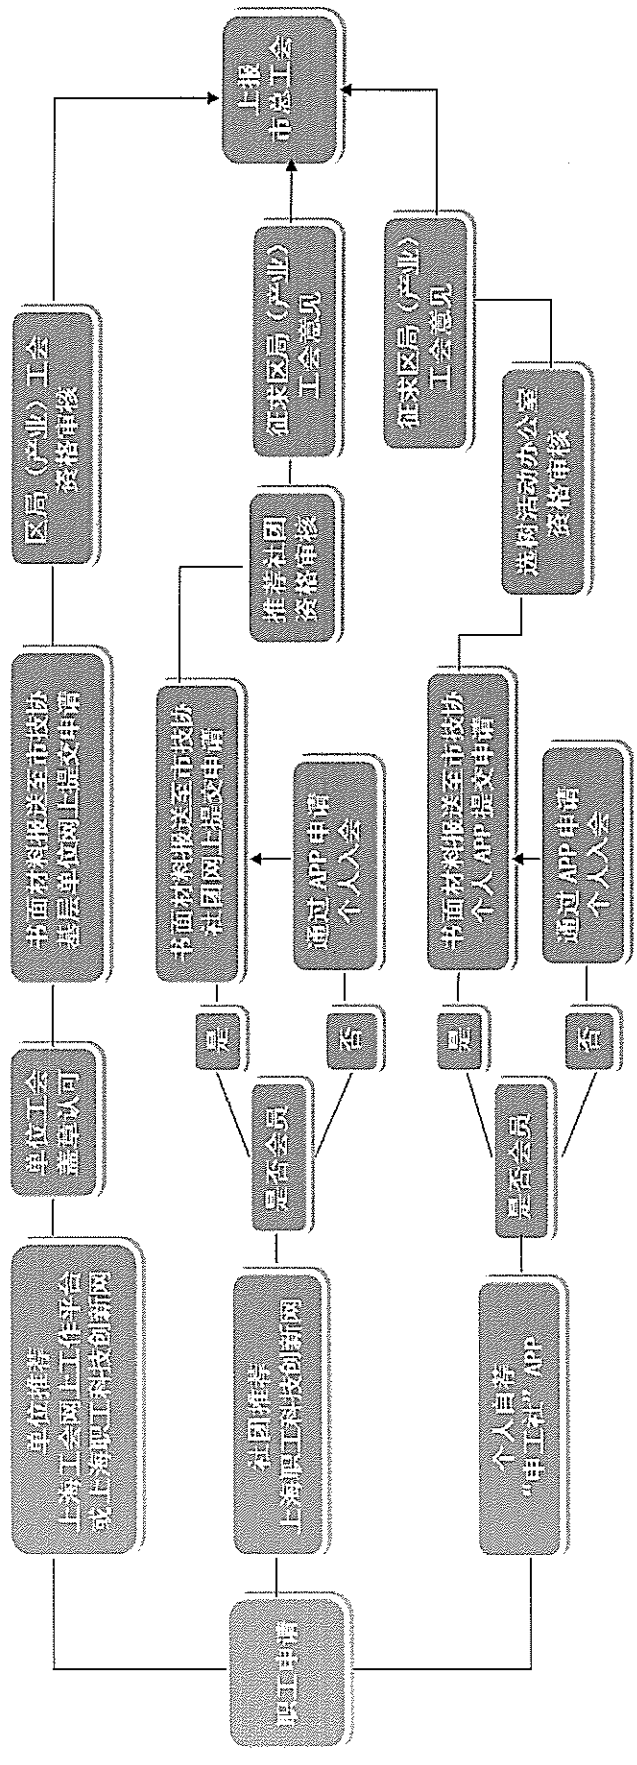 职工申请
单位推荐
上海工会网上工作平台
或上海职工科技创新网
单位工会
盖章认可
书面材料报送至市技协
基层单位网上提交申请
区局（产业）工会
资格审核
社团推荐
上海职工科技创新网
是否会员
是
否
书面材料报送至市技协
社团网上提交申请
通过 APP 申请
个人入会
推荐社团
资格审核
征求区局（产业）
工会意见
个人自荐
“申工社” APP
是否会员
是
否
书面材料报送至市技协
个人 APP 提交申请
通过 APP 申请
个人入会
选树活动办公室
资格审核
征求区局（产业）
工会意见
上报
市总工会